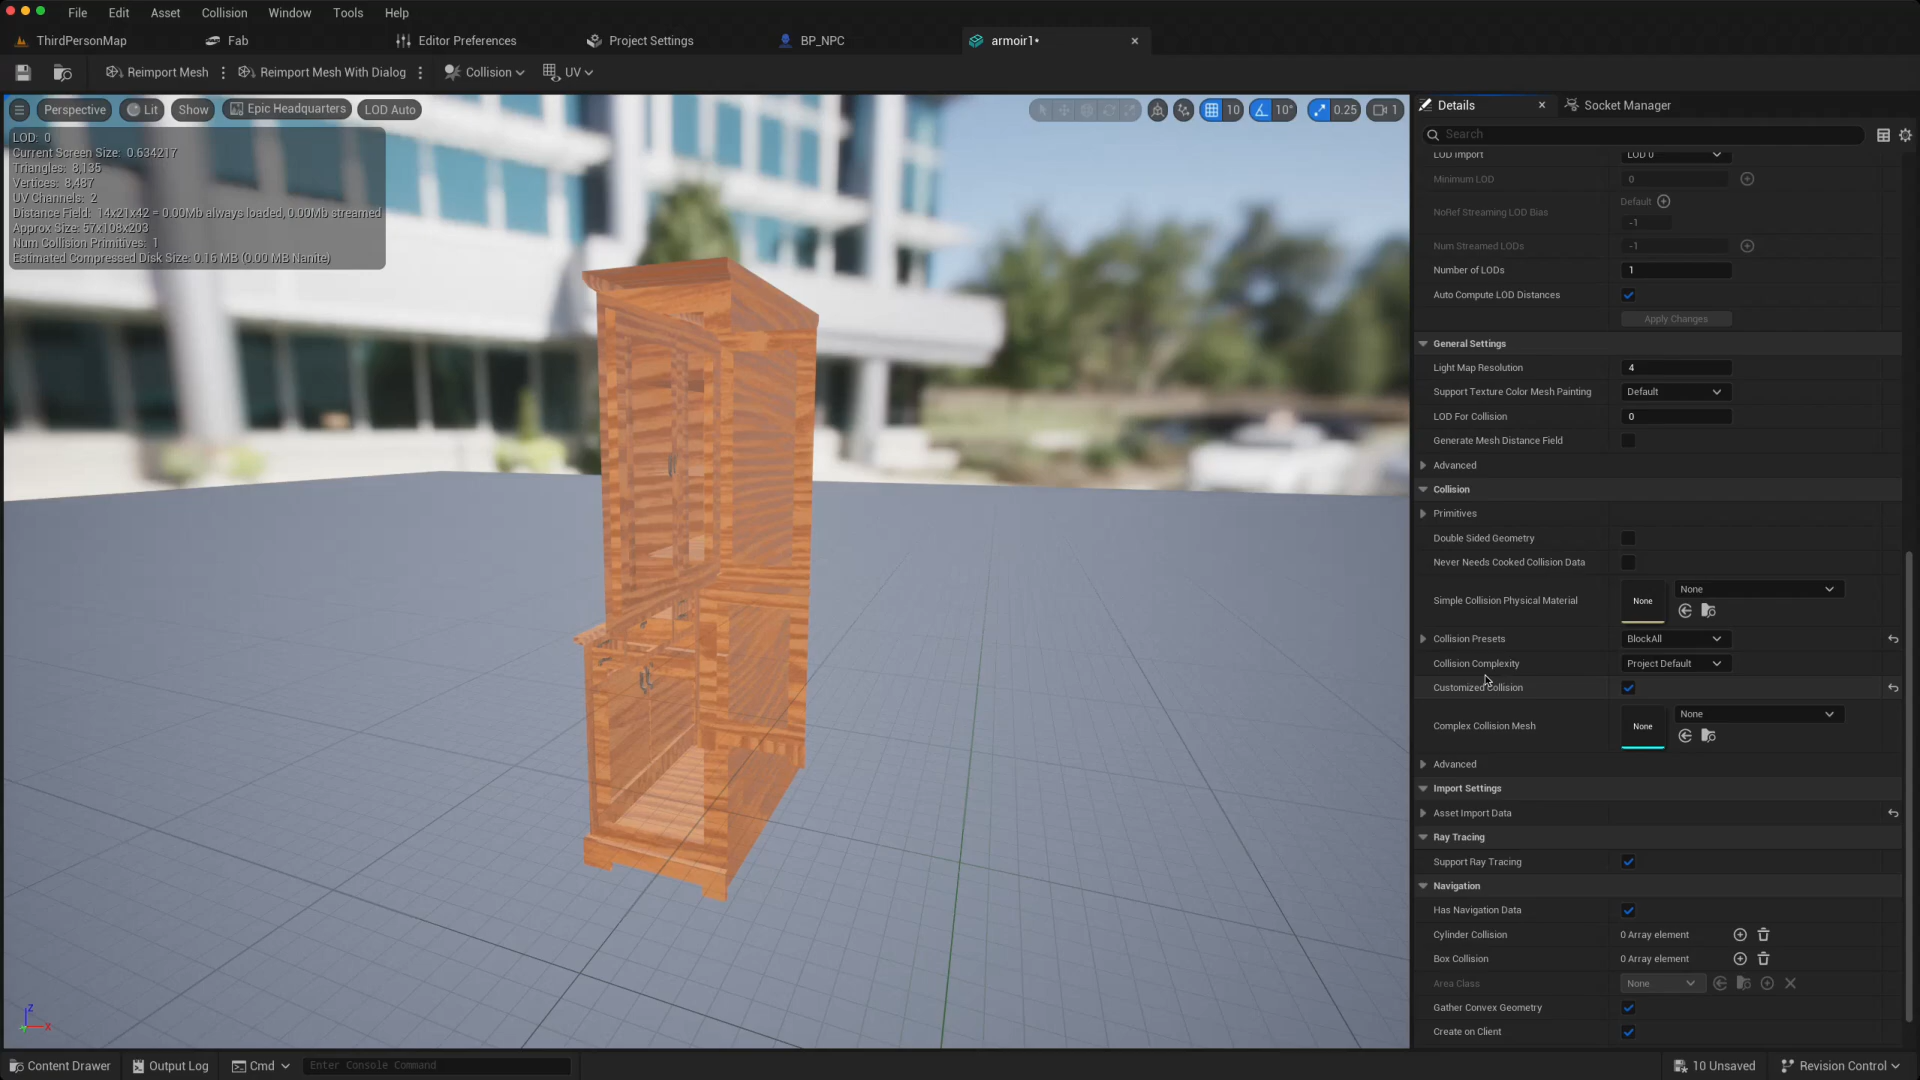 File Edit Asset Collision Window Tools Help
ThirdPersonMap Fab Editor Preferences Project Settings BP_NPC armoir1*
Reimport Mesh Reimport Mesh With Dialog Collision UV
Perspective Lit Show Epic Headquarters LOD Auto 10 10° 0.25 1
LOD: 0
Current Screen Size: 0.634217
Triangles: 8,135
Vertices: 8,487
UV Channels: 2
Distance Field: 14x21x42 = 0.00Mb always loaded, 0.00Mb streamed
Approx Size: 57x108x203
Num Collision Primitives: 1
Estimated Compressed Disk Size: 0.16 MB (0.00 MB Nanite)
Z
X
Details Socket Manager
Search
LOD Import LOD 0
Minimum LOD 0
Default
NoRef Streaming LOD Bias
-1
Num Streamed LODs -1
Number of LODs 1
Auto Compute LOD Distances
Apply Changes
General Settings
Light Map Resolution 4
Support Texture Color Mesh Painting Default
LOD For Collision 0
Generate Mesh Distance Field
Advanced
Collision
Primitives
Double Sided Geometry
Never Needs Cooked Collision Data
Simple Collision Physical Material None None
Collision Presets BlockAll
Collision Complexity Project Default
Customized Collision
Complex Collision Mesh None None
Advanced
Import Settings
Asset Import Data
Ray Tracing
Support Ray Tracing
Navigation
Has Navigation Data
Cylinder Collision 0 Array element
Box Collision 0 Array element
Area Class None
Gather Convex Geometry
Create on Client
Content Drawer Output Log Cmd Enter Console Command 10 Unsaved Revision Control